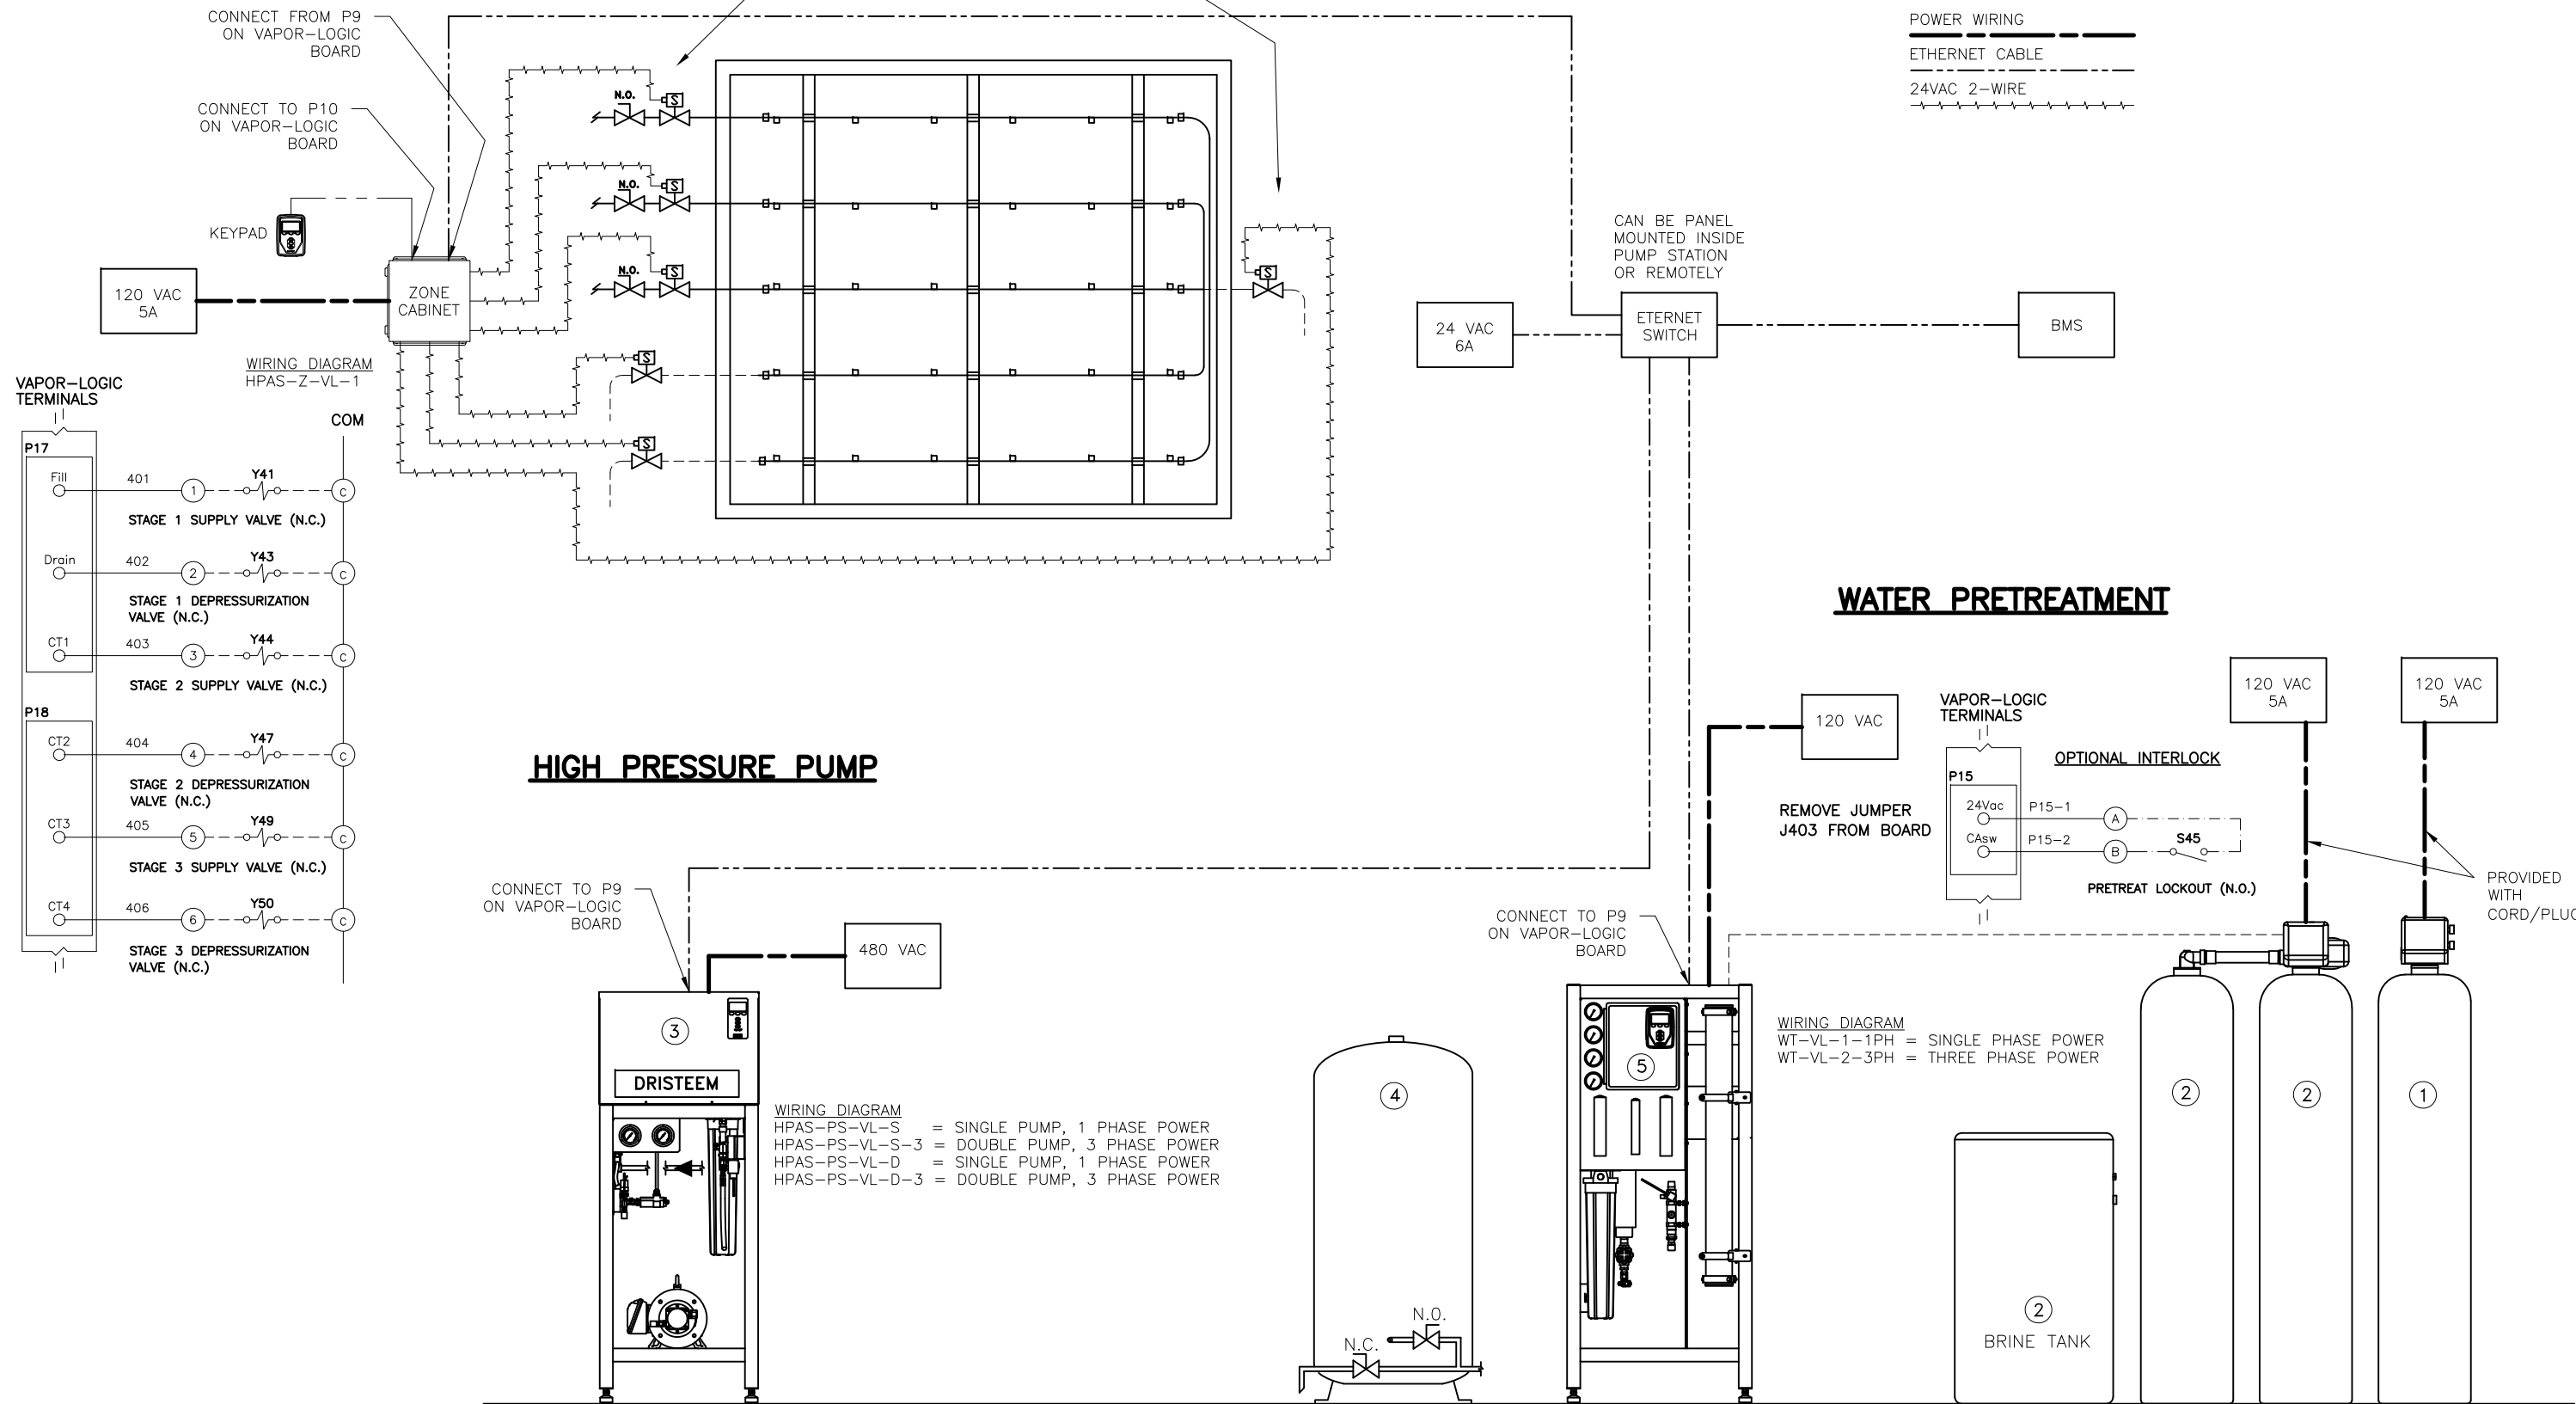 CONNECT FROM P9
ON VAPOR-LOGIC
BOARD
CONNECT TO P10
ON VAPOR-LOGIC
BOARD
KEYPAD
120 VAC
5A
ZONE
CABINET
WIRING DIAGRAM
HPAS-Z-VL-1
N.O.
S
N.O.
S
N.O.
S
S
S
S
POWER WIRING
ETHERNET CABLE
24VAC 2-WIRE
CAN BE PANEL
MOUNTED INSIDE
PUMP STATION
OR REMOTELY
24 VAC
6A
ETERNET
SWITCH
BMS
VAPOR-LOGIC
TERMINALS
COM
P17
Fill
401
1
Y41
C
STAGE 1 SUPPLY VALVE (N.C.)
Drain
402
2
Y43
C
STAGE 1 DEPRESSURIZATION
VALVE (N.C.)
CT1
403
3
Y44
C
STAGE 2 SUPPLY VALVE (N.C.)
P18
CT2
404
4
Y47
C
STAGE 2 DEPRESSURIZATION
VALVE (N.C.)
CT3
405
5
Y49
C
STAGE 3 SUPPLY VALVE (N.C.)
CT4
406
6
Y50
C
STAGE 3 DEPRESSURIZATION
VALVE (N.C.)
HIGH PRESSURE PUMP
CONNECT TO P9
ON VAPOR-LOGIC
BOARD
480 VAC
3
DRISTEEM
WIRING DIAGRAM
HPAS-PS-VL-S = SINGLE PUMP, 1 PHASE POWER
HPAS-PS-VL-S-3 = DOUBLE PUMP, 3 PHASE POWER
HPAS-PS-VL-D = SINGLE PUMP, 1 PHASE POWER
HPAS-PS-VL-D-3 = DOUBLE PUMP, 3 PHASE POWER
WATER PRETREATMENT
120 VAC
VAPOR-LOGIC
TERMINALS
OPTIONAL INTERLOCK
REMOVE JUMPER
J403 FROM BOARD
P15
24Vac
P15-1
A
CAsw
P15-2
B
S45
PRETREAT LOCKOUT (N.O.)
120 VAC
5A
120 VAC
5A
PROVIDED
WITH
CORD/PLUG
CONNECT TO P9
ON VAPOR-LOGIC
BOARD
4
N.O.
N.C.
5
WIRING DIAGRAM
WT-VL-1-1PH = SINGLE PHASE POWER
WT-VL-2-3PH = THREE PHASE POWER
2
2
1
2
BRINE TANK